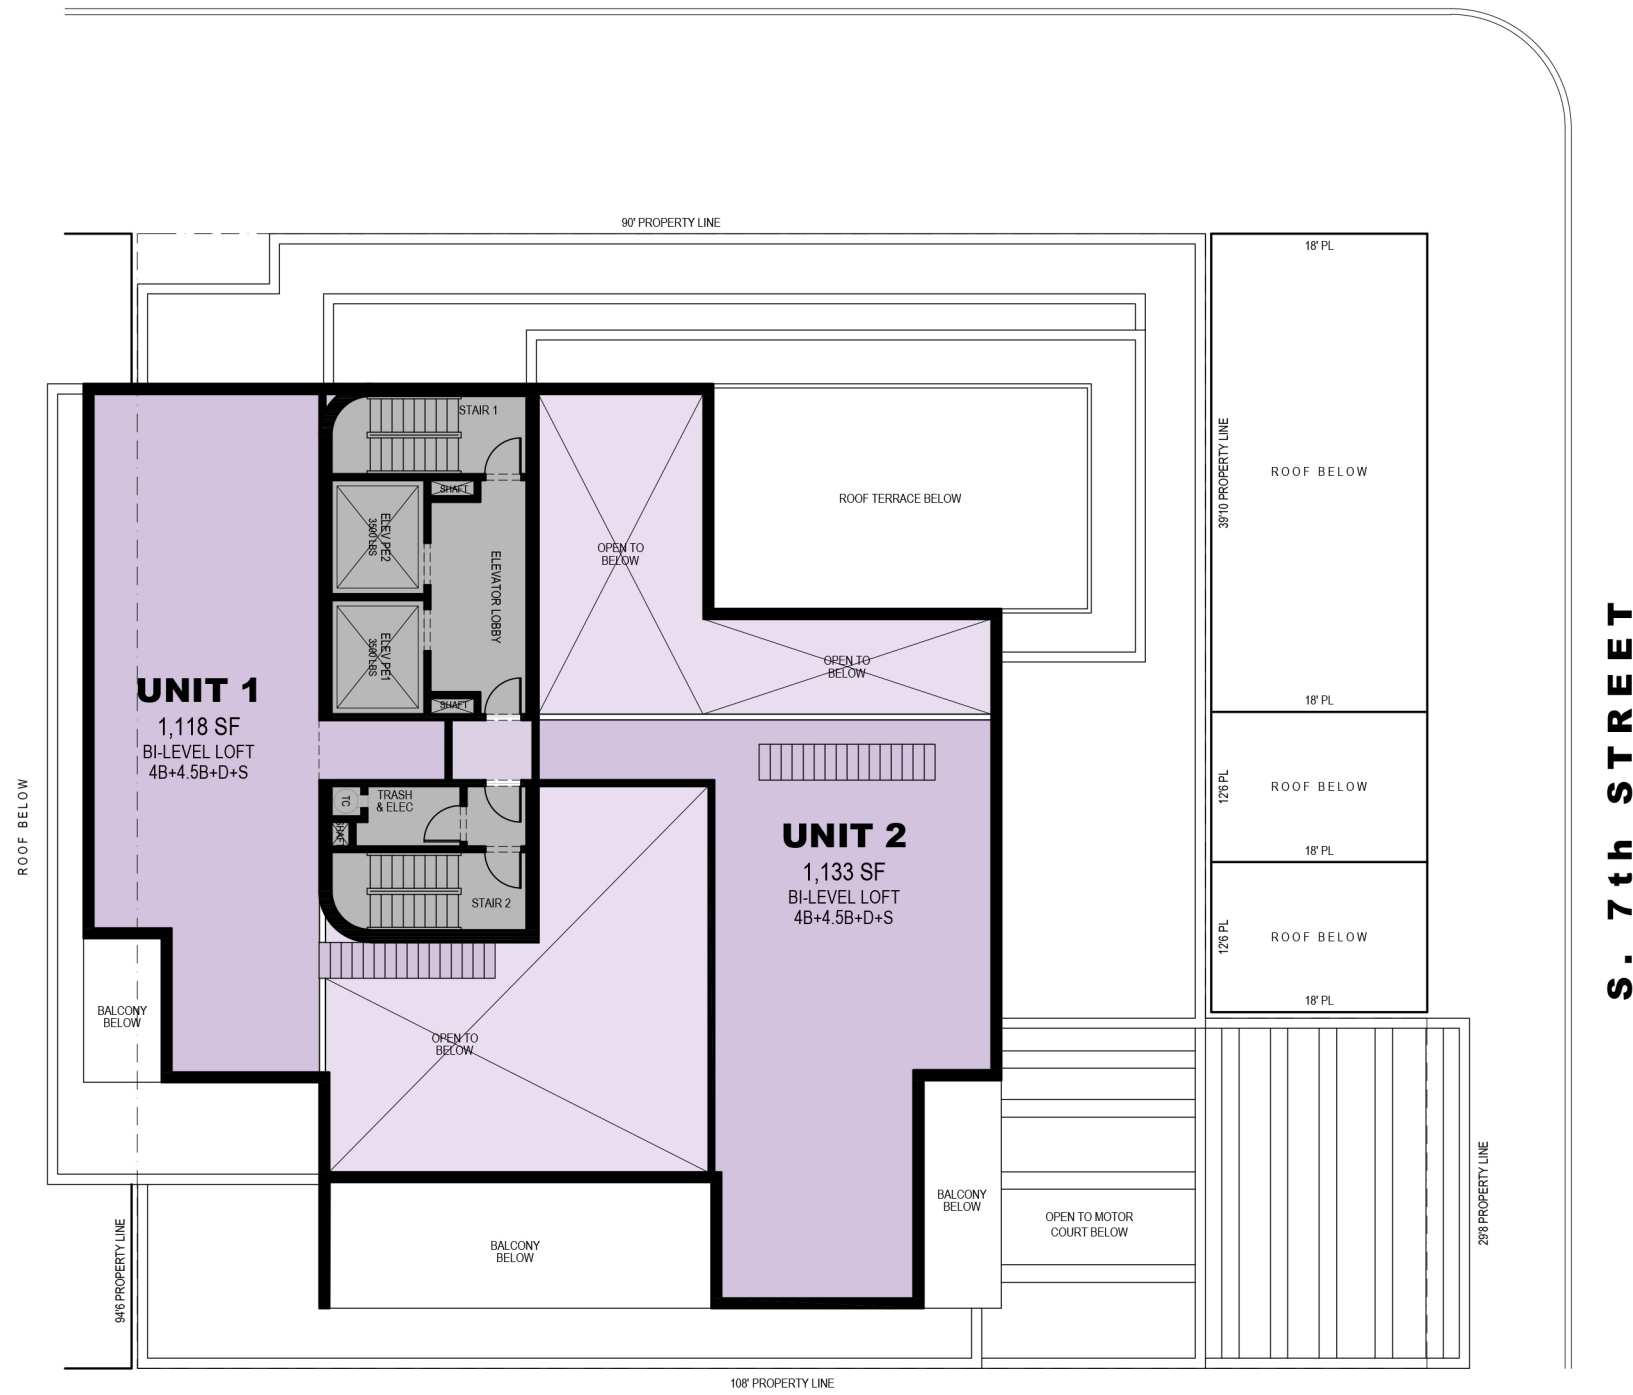 90' PROPERTY LINE
18' PL
STAIR 1
SHAFT
ELEV PE2
3500 LBS
ELEVATOR LOBBY
OPEN TO
BELOW
ROOF TERRACE BELOW
39'10 PROPERTY LINE
ROOF BELOW
ELEV PE1
3500 LBS
SHAFT
OPEN TO
BELOW
18' PL
UNIT 1
1,118 SF
BI-LEVEL LOFT
4B+4.5B+D+S
ROOF BELOW
TC
TRASH
& ELEC
12'6 PL
ROOF BELOW
18' PL
UNIT 2
1,133 SF
BI-LEVEL LOFT
4B+4.5B+D+S
STAIR 2
12'6 PL
ROOF BELOW
18' PL
S. 7th STREET
BALCONY
BELOW
OPEN TO
BELOW
BALCONY
BELOW
OPEN TO MOTOR
COURT BELOW
29'8 PROPERTY LINE
BALCONY
BELOW
94'6 PROPERTY LINE
108' PROPERTY LINE